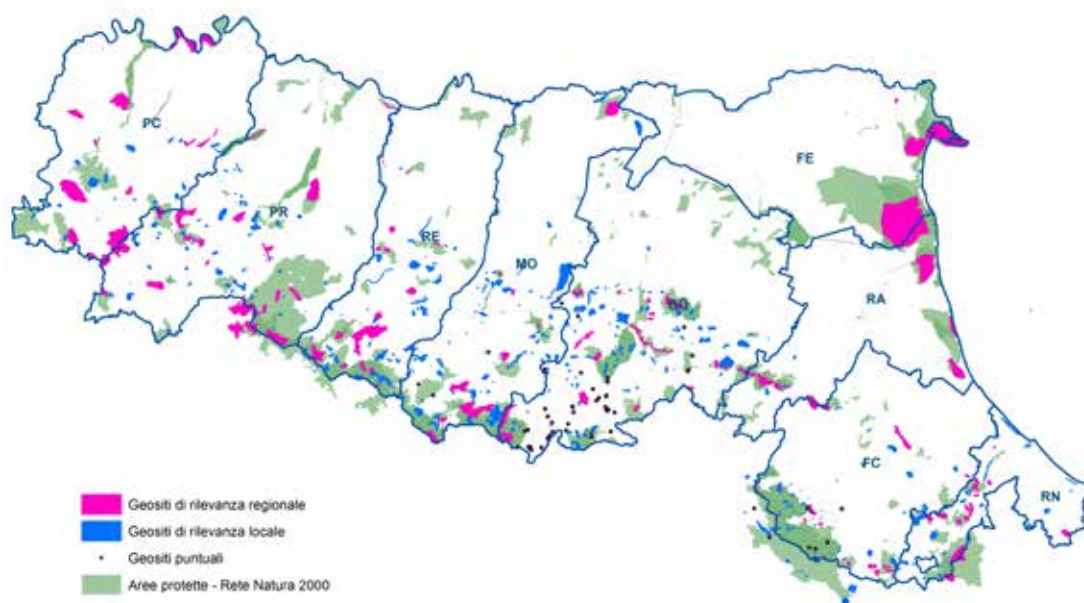 PC
FE
PR
RE
MO
BO
RA
FC
RN
Geositi di rilevanza regionale
Geositi di rilevanza locale
Geositi puntuali
Aree protette - Rete Natura 2000